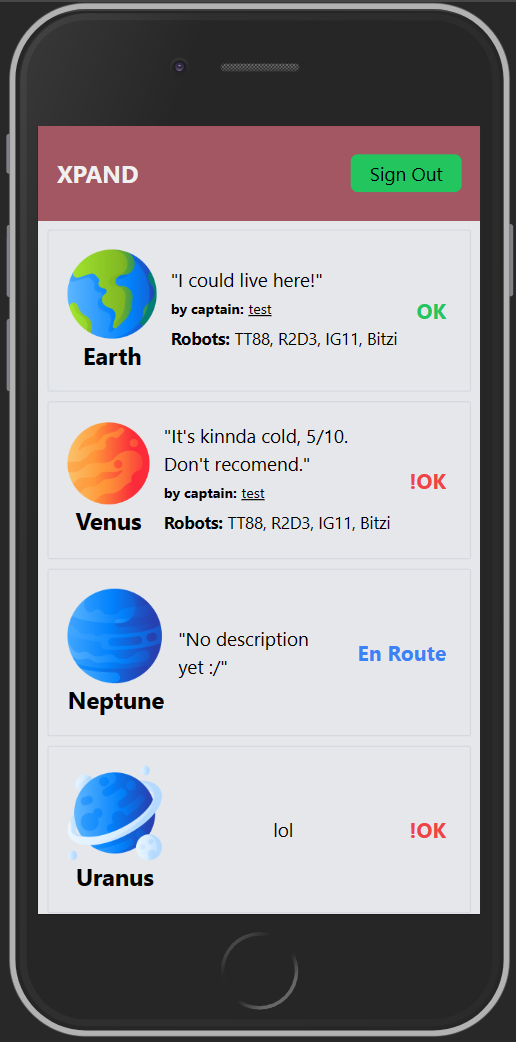 XPAND
Sign Out
"I could live here!"
by captain: test
Robots: TT88, R2D3, IG11, Bitzi
OK
Earth
"It's kinnda cold, 5/10.
Don't recomend."
by captain: test
Robots: TT88, R2D3, IG11, Bitzi
!OK
Venus
"No description
yet :/"
En Route
Neptune
lol
!OK
Uranus